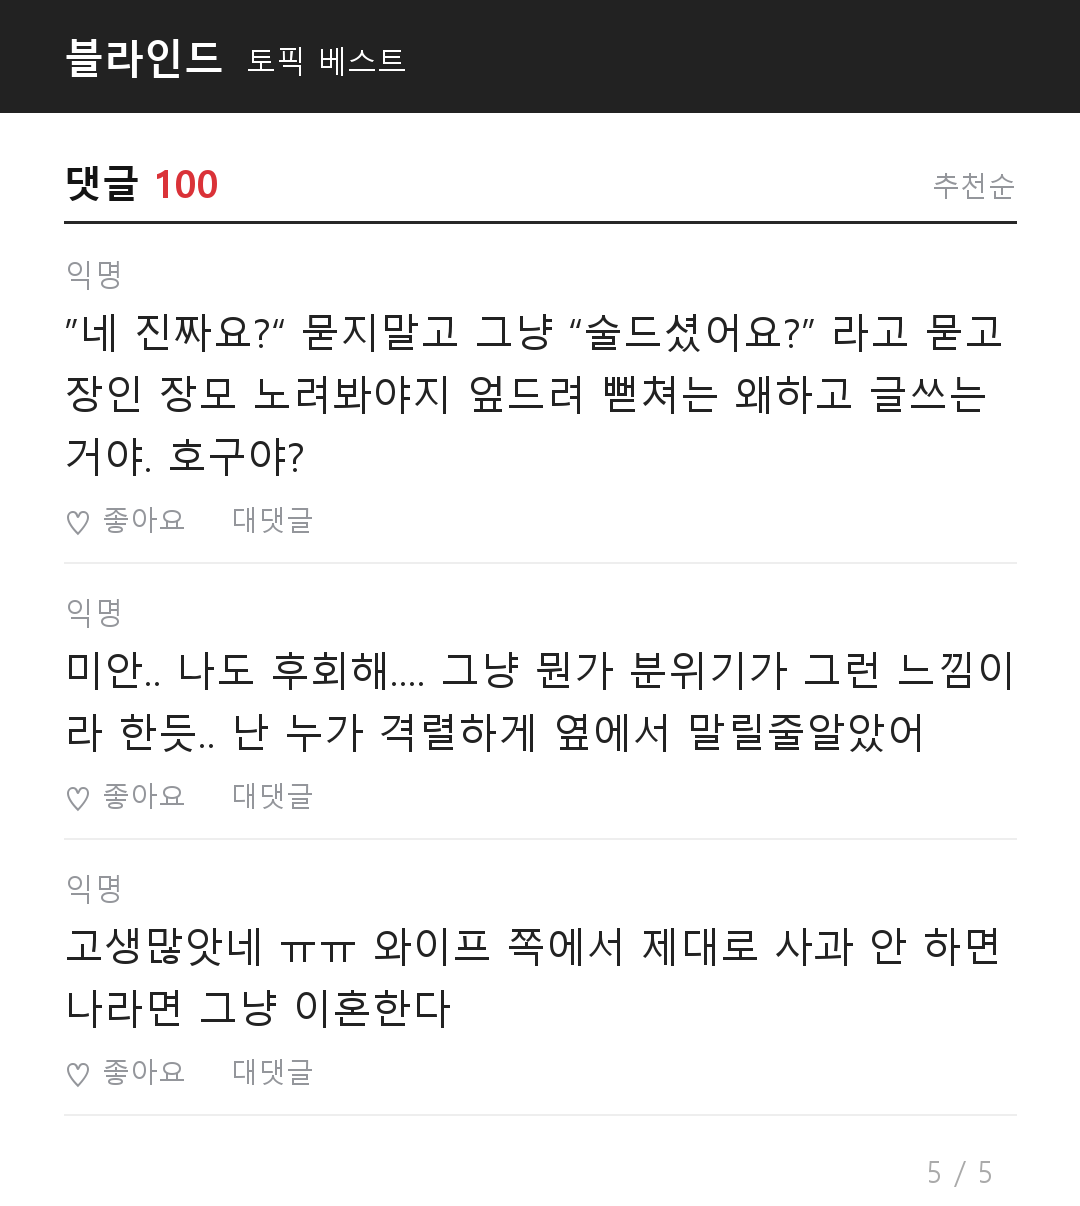 블라인드 토픽 베스트
댓글 100 추천순
익명
”네 진짜요?“ 묻지말고 그냥 “술드셨어요?” 라고 묻고
장인 장모 노려봐야지 엎드려 뻗쳐는 왜하고 글쓰는
거야. 호구야?
♡ 좋아요 대댓글
익명
미안.. 나도 후회해.... 그냥 뭔가 분위기가 그런 느낌이
라 한듯.. 난 누가 격렬하게 옆에서 말릴줄알았어
♡ 좋아요 대댓글
익명
고생많앗네 ㅠㅠ 와이프 쪽에서 제대로 사과 안 하면
나라면 그냥 이혼한다
♡ 좋아요 대댓글
5 / 5